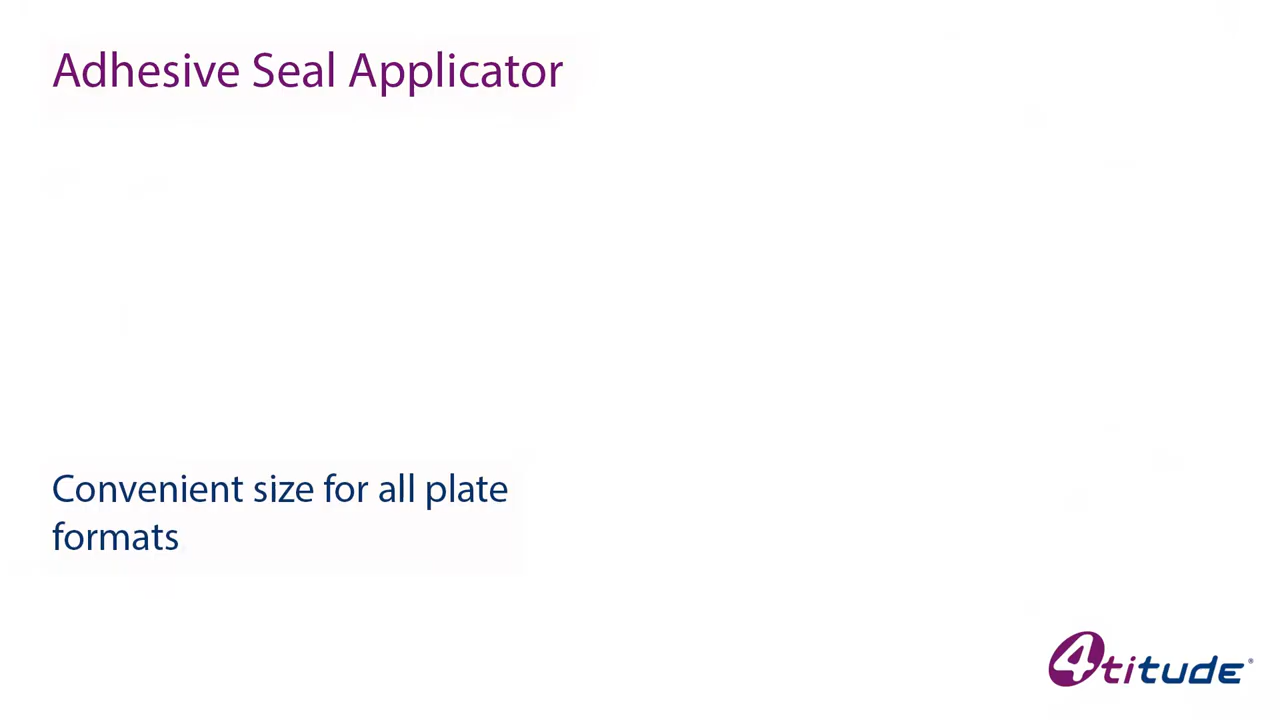 Adhesive Seal Applicator
Convenient size for all plate
formats
4titude®